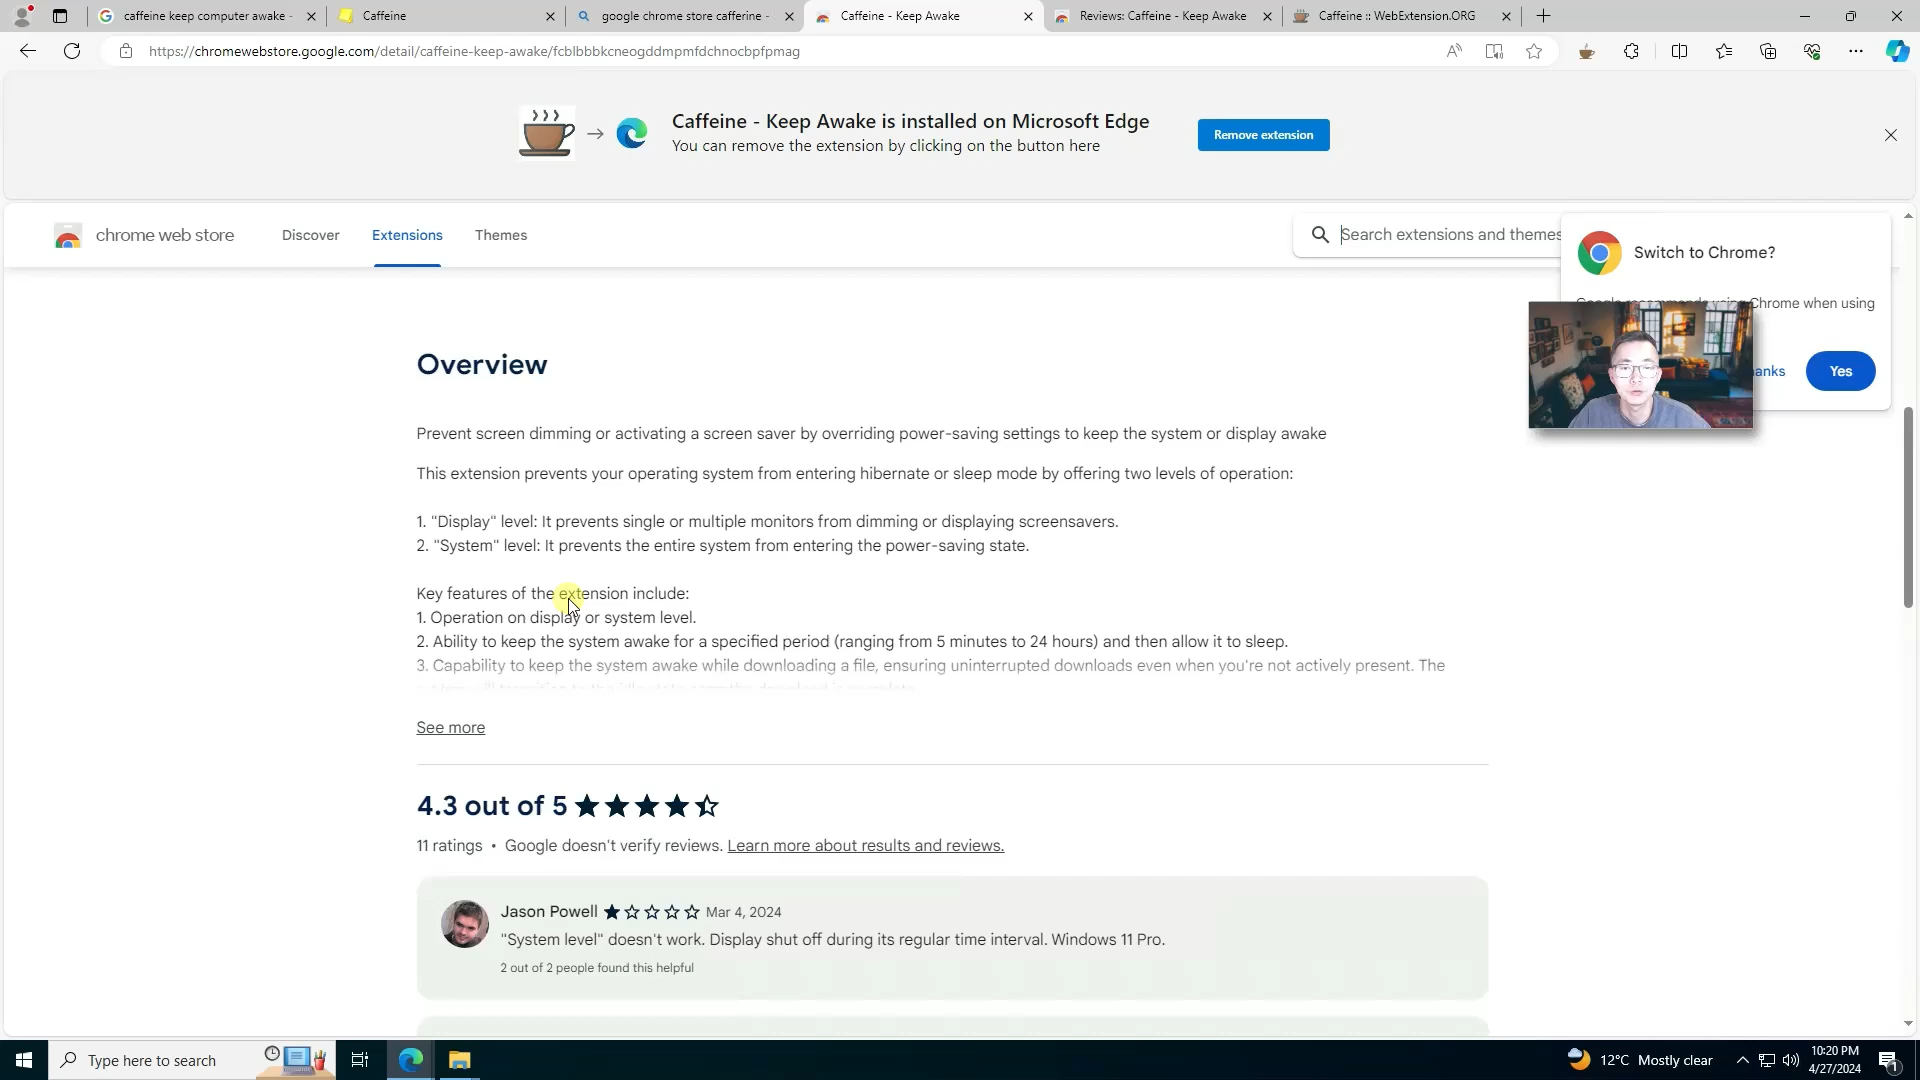 caffeine keep computer awake -
Caffeine
google chrome store cafferine -
Caffeine - Keep Awake
Reviews: Caffeine - Keep Awake
Caffeine :: WebExtension.ORG
https://chromewebstore.google.com/detail/caffeine-keep-awake/fcblbbbkcneogddmpmfdchnocbpfpmag
Caffeine - Keep Awake is installed on Microsoft Edge
You can remove the extension by clicking on the button here
Remove extension
chrome web store
Discover
Extensions
Themes
Search extensions and themes
Switch to Chrome?
Google recommends using Chrome when using
hanks
Yes
Overview
Prevent screen dimming or activating a screen saver by overriding power-saving settings to keep the system or display awake
This extension prevents your operating system from entering hibernate or sleep mode by offering two levels of operation:
1. "Display" level: It prevents single or multiple monitors from dimming or displaying screensavers.
2. "System" level: It prevents the entire system from entering the power-saving state.
Key features of the extension include:
1. Operation on display or system level.
2. Ability to keep the system awake for a specified period (ranging from 5 minutes to 24 hours) and then allow it to sleep.
3. Capability to keep the system awake while downloading a file, ensuring uninterrupted downloads even when you're not actively present. The
See more
4.3 out of 5
11 ratings • Google doesn't verify reviews. Learn more about results and reviews.
Jason Powell Mar 4, 2024
"System level" doesn't work. Display shut off during its regular time interval. Windows 11 Pro.
2 out of 2 people found this helpful
Type here to search
12°C Mostly clear
10:20 PM
4/27/2024
1